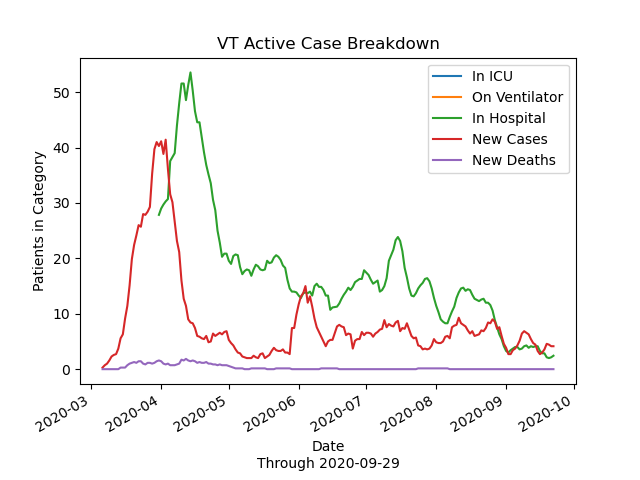 VT Active Case Breakdown
In ICU
On Ventilator
In Hospital
New Cases
New Deaths
Patients in Category
50
40
30
20
10
0
2020-03
2020-04
2020-05
2020-06
2020-07
2020-08
2020-09
2020-10
Date
Through 2020-09-29